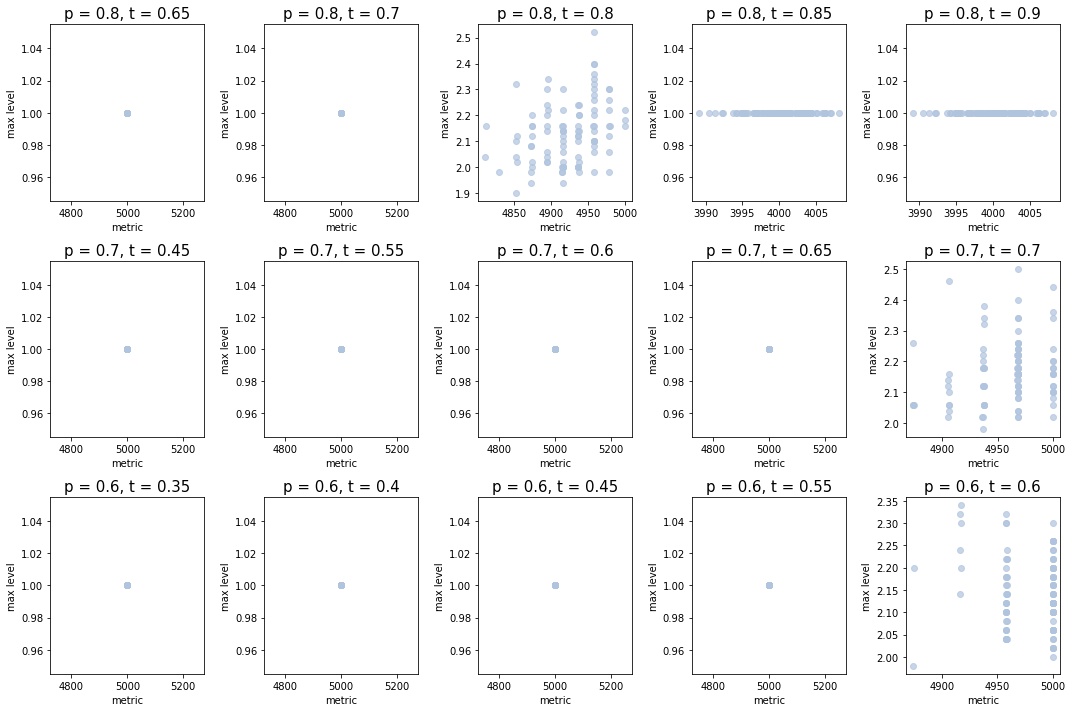 p = 0.8, t = 0.65
p = 0.8, t = 0.7
p = 0.8, t = 0.8
p = 0.8, t = 0.85
p = 0.8, t = 0.9
1.04
1.02
1.00
0.98
0.96
max level
4800 5000 5200
metric
1.04
1.02
1.00
0.98
0.96
max level
4800 5000 5200
metric
2.5
2.4
2.3
2.2
2.1
2.0
1.9
max level
4850 4900 4950 5000
metric
1.04
1.02
1.00
0.98
0.96
max level
3990 3995 4000 4005
metric
1.04
1.02
1.00
0.98
0.96
max level
3990 3995 4000 4005
metric
p = 0.7, t = 0.45
p = 0.7, t = 0.55
p = 0.7, t = 0.6
p = 0.7, t = 0.65
p = 0.7, t = 0.7
1.04
1.02
1.00
0.98
0.96
max level
4800 5000 5200
metric
1.04
1.02
1.00
0.98
0.96
max level
4800 5000 5200
metric
1.04
1.02
1.00
0.98
0.96
max level
4800 5000 5200
metric
1.04
1.02
1.00
0.98
0.96
max level
4800 5000 5200
metric
2.5
2.4
2.3
2.2
2.1
2.0
max level
4900 4950 5000
metric
p = 0.6, t = 0.35
p = 0.6, t = 0.4
p = 0.6, t = 0.45
p = 0.6, t = 0.55
p = 0.6, t = 0.6
1.04
1.02
1.00
0.98
0.96
max level
4800 5000 5200
metric
1.04
1.02
1.00
0.98
0.96
max level
4800 5000 5200
metric
1.04
1.02
1.00
0.98
0.96
max level
4800 5000 5200
metric
1.04
1.02
1.00
0.98
0.96
max level
4800 5000 5200
metric
2.35
2.30
2.25
2.20
2.15
2.10
2.05
2.00
max level
4900 4950 5000
metric